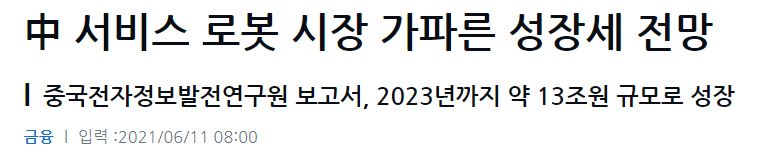 中 서비스 로봇 시장 가파른 성장세 전망
중국전자정보발전연구원 보고서, 2023년까지 약 13조원 규모로 성장
금융 | 입력 :2021/06/11 08:00